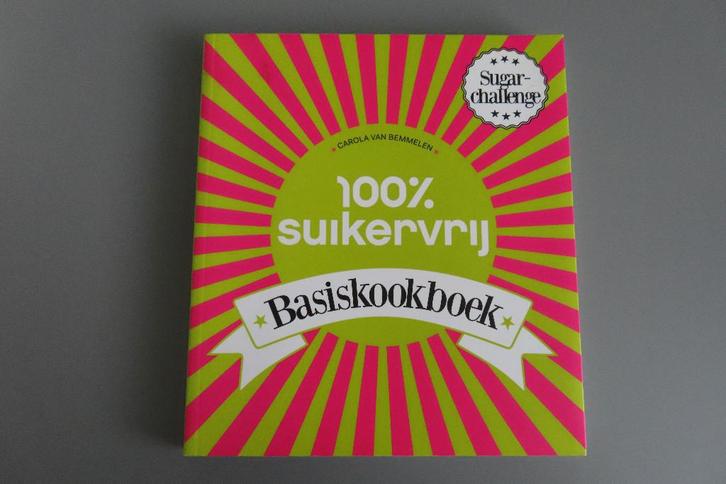 Sugar-
challenge
CAROLA VAN BEMMELEN
100%
suikervrij
Basiskookboek